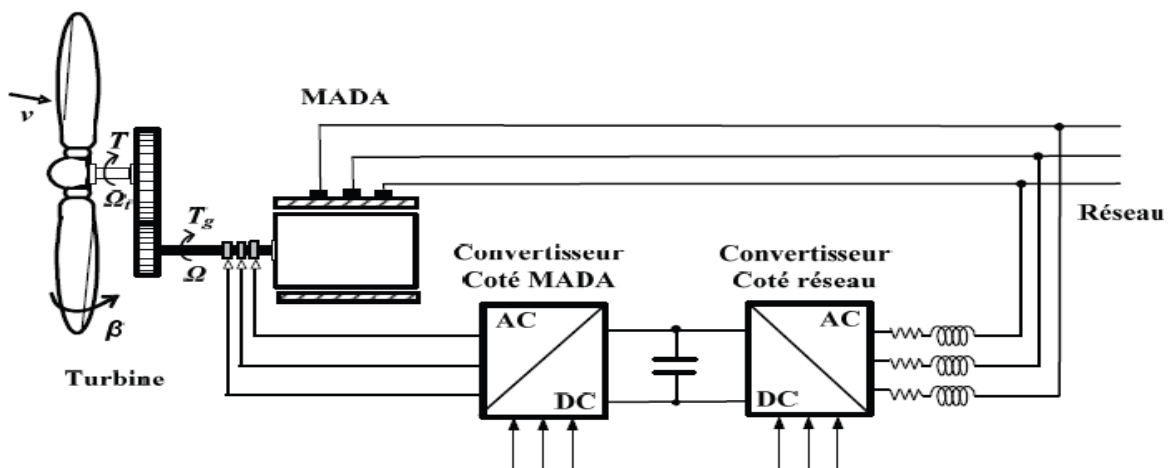 MADA
v
T
Ωt
Tg
Ω
Réseau
Convertisseur
Coté MADA
Convertisseur
Coté réseau
β
AC
DC
AC
DC
Turbine